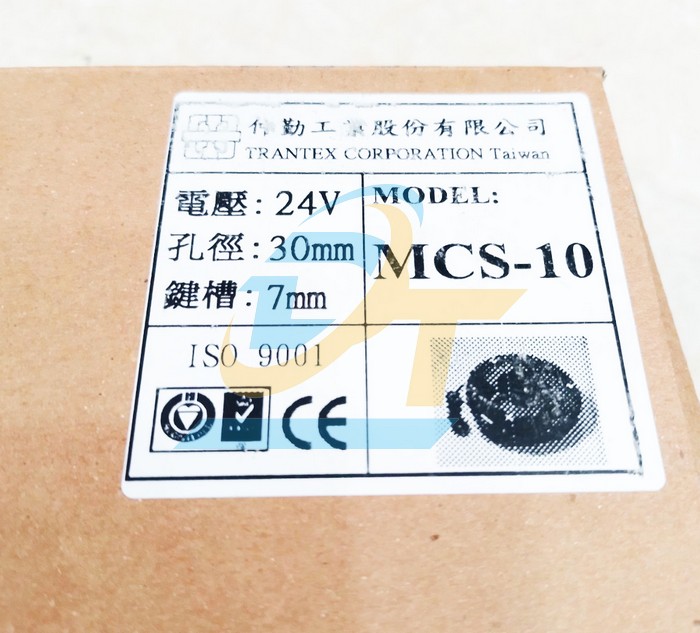 仲勤工業股份有限公司
TRANTEX CORPORATION Taiwan
電壓: 24V
孔徑: 30mm
鍵槽: 7mm
MODEL:
MCS-10
ISO 9001
CE